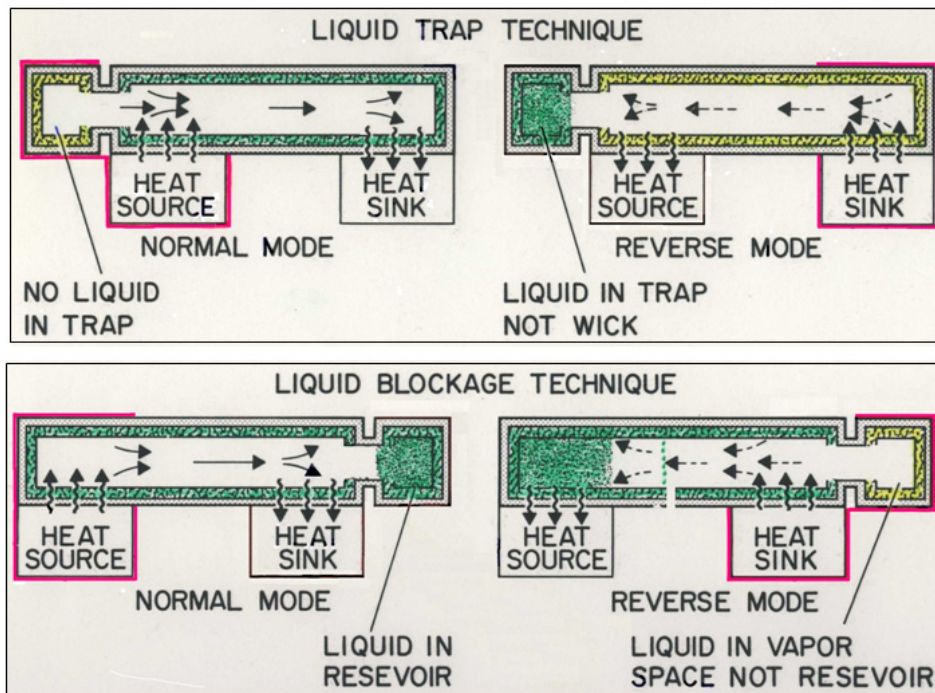 LIQUID TRAP TECHNIQUE
HEAT
SOURCE
HEAT
SINK
NORMAL MODE
NO LIQUID
IN TRAP
HEAT
SOURCE
HEAT
SINK
REVERSE MODE
LIQUID IN TRAP
NOT WICK
LIQUID BLOCKAGE TECHNIQUE
HEAT
SOURCE
HEAT
SINK
NORMAL MODE
LIQUID IN
RESEVOIR
HEAT
SOURCE
HEAT
SINK
REVERSE MODE
LIQUID IN VAPOR
SPACE NOT RESEVOIR